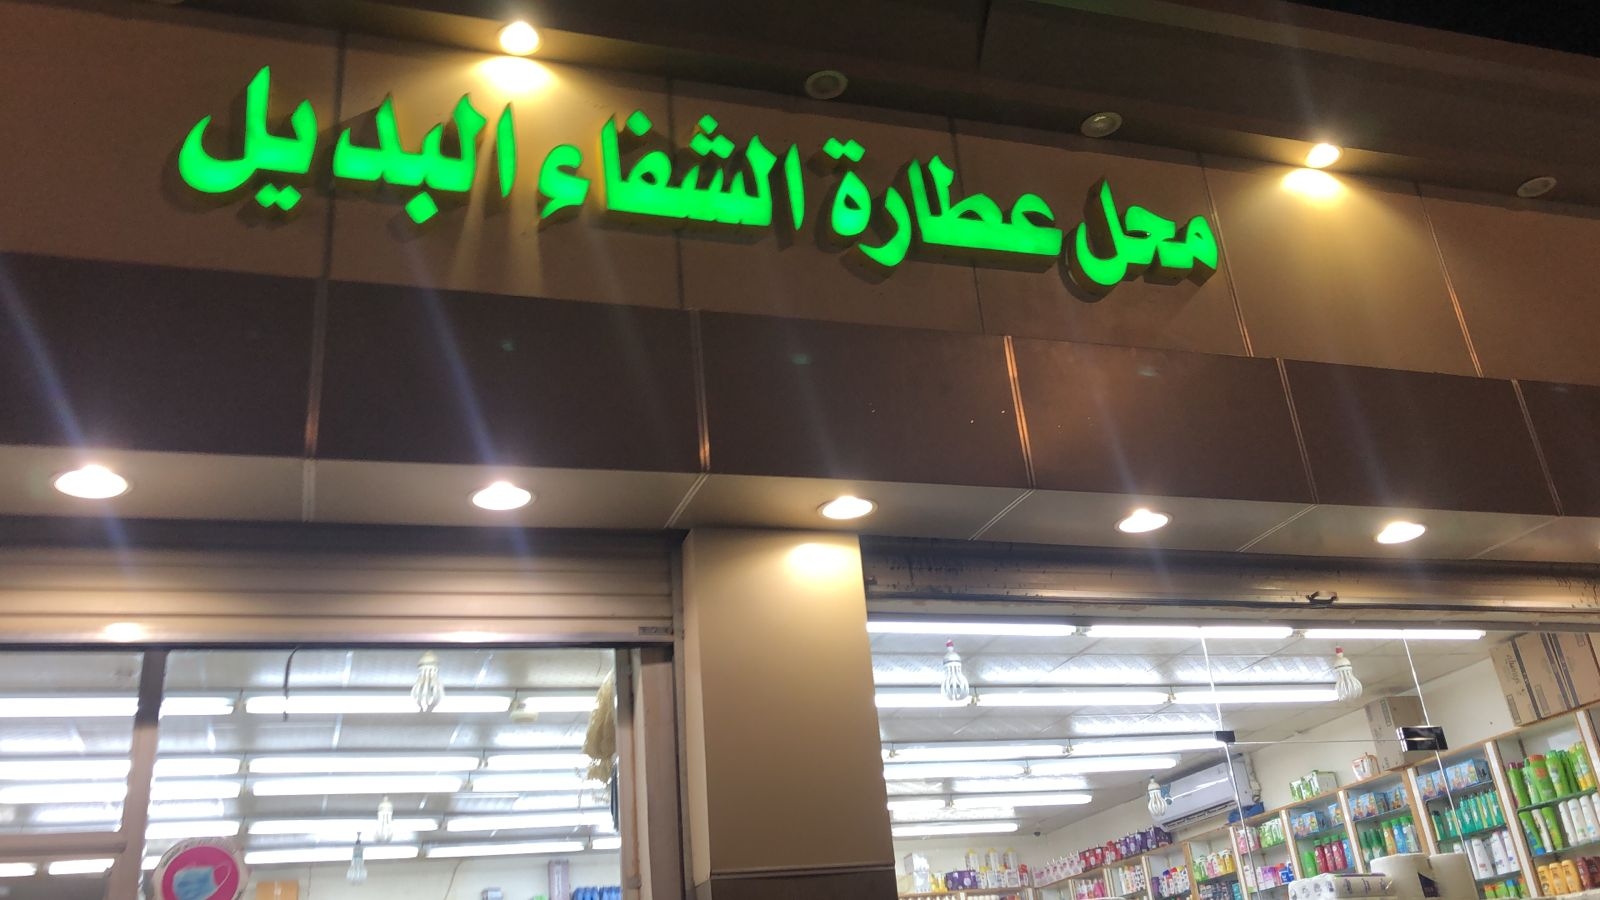 محل عطارة الشفاء البديل